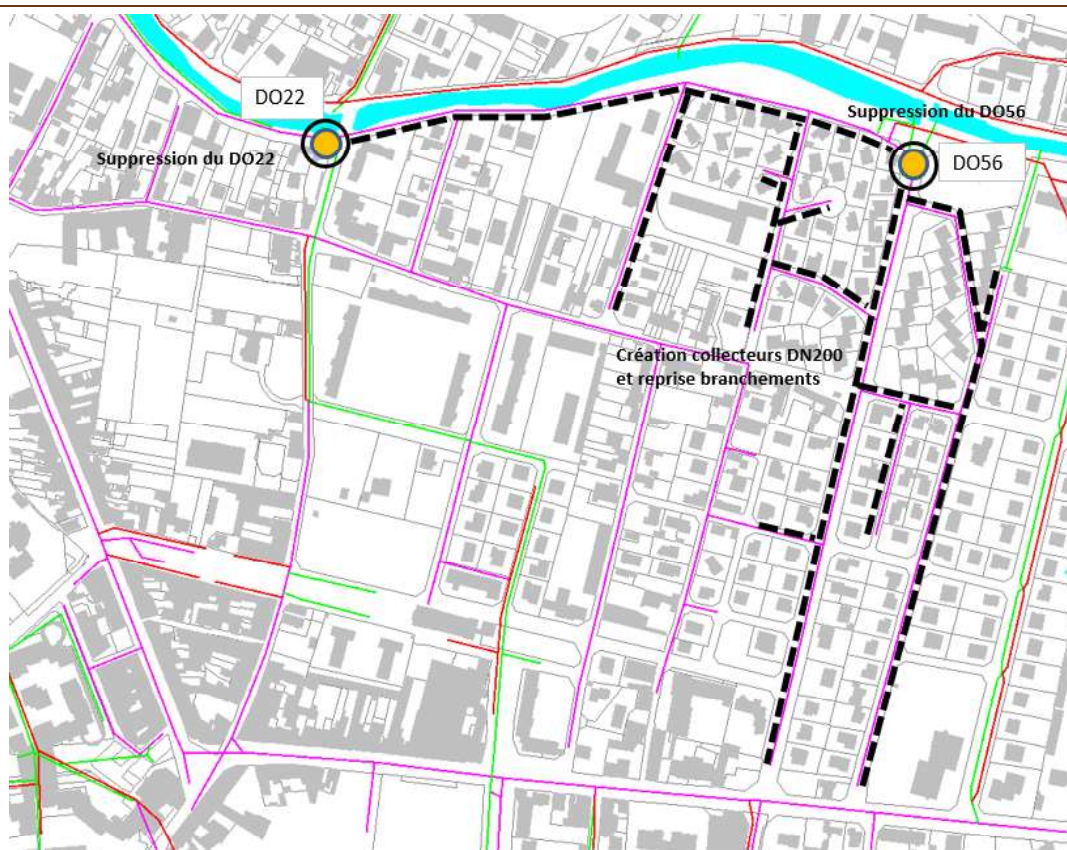 DO22
Suppression du DO22
Suppression du DO56
DO56
Création collecteurs DN200
et reprise branchements